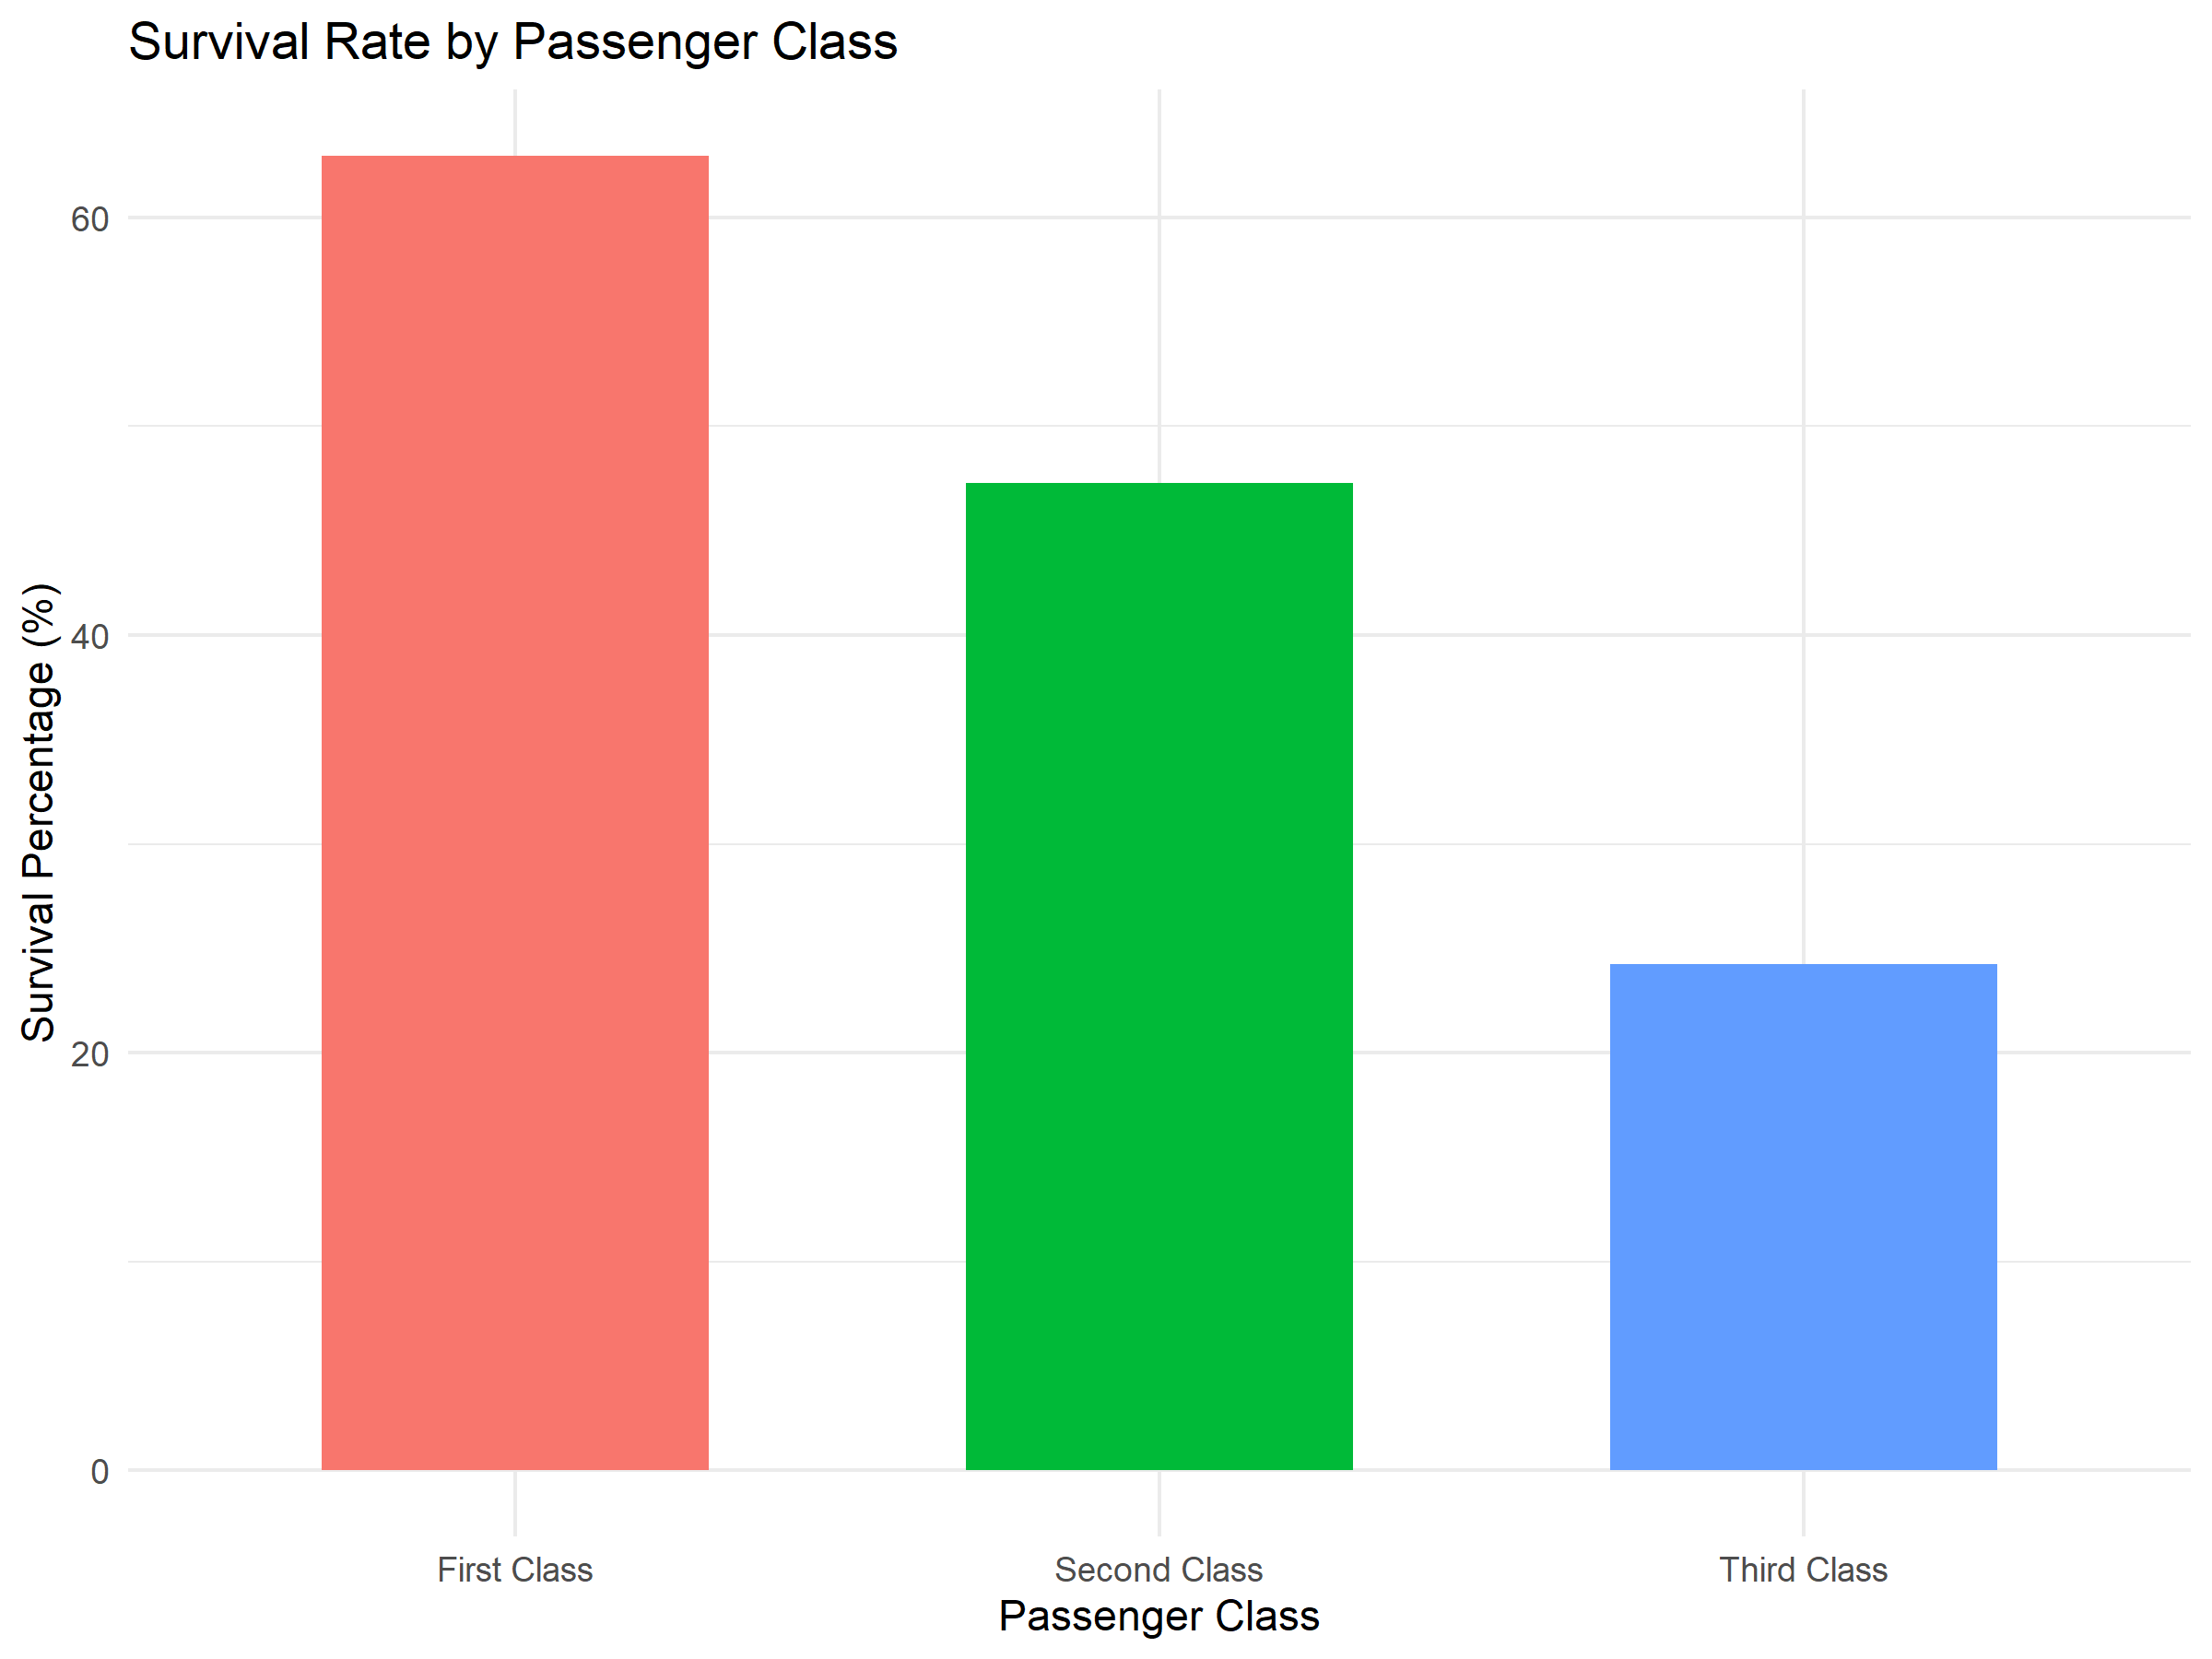 Survival Rate by Passenger Class
Survival Percentage (%)
60
40
20
0
First Class
Second Class
Third Class
Passenger Class